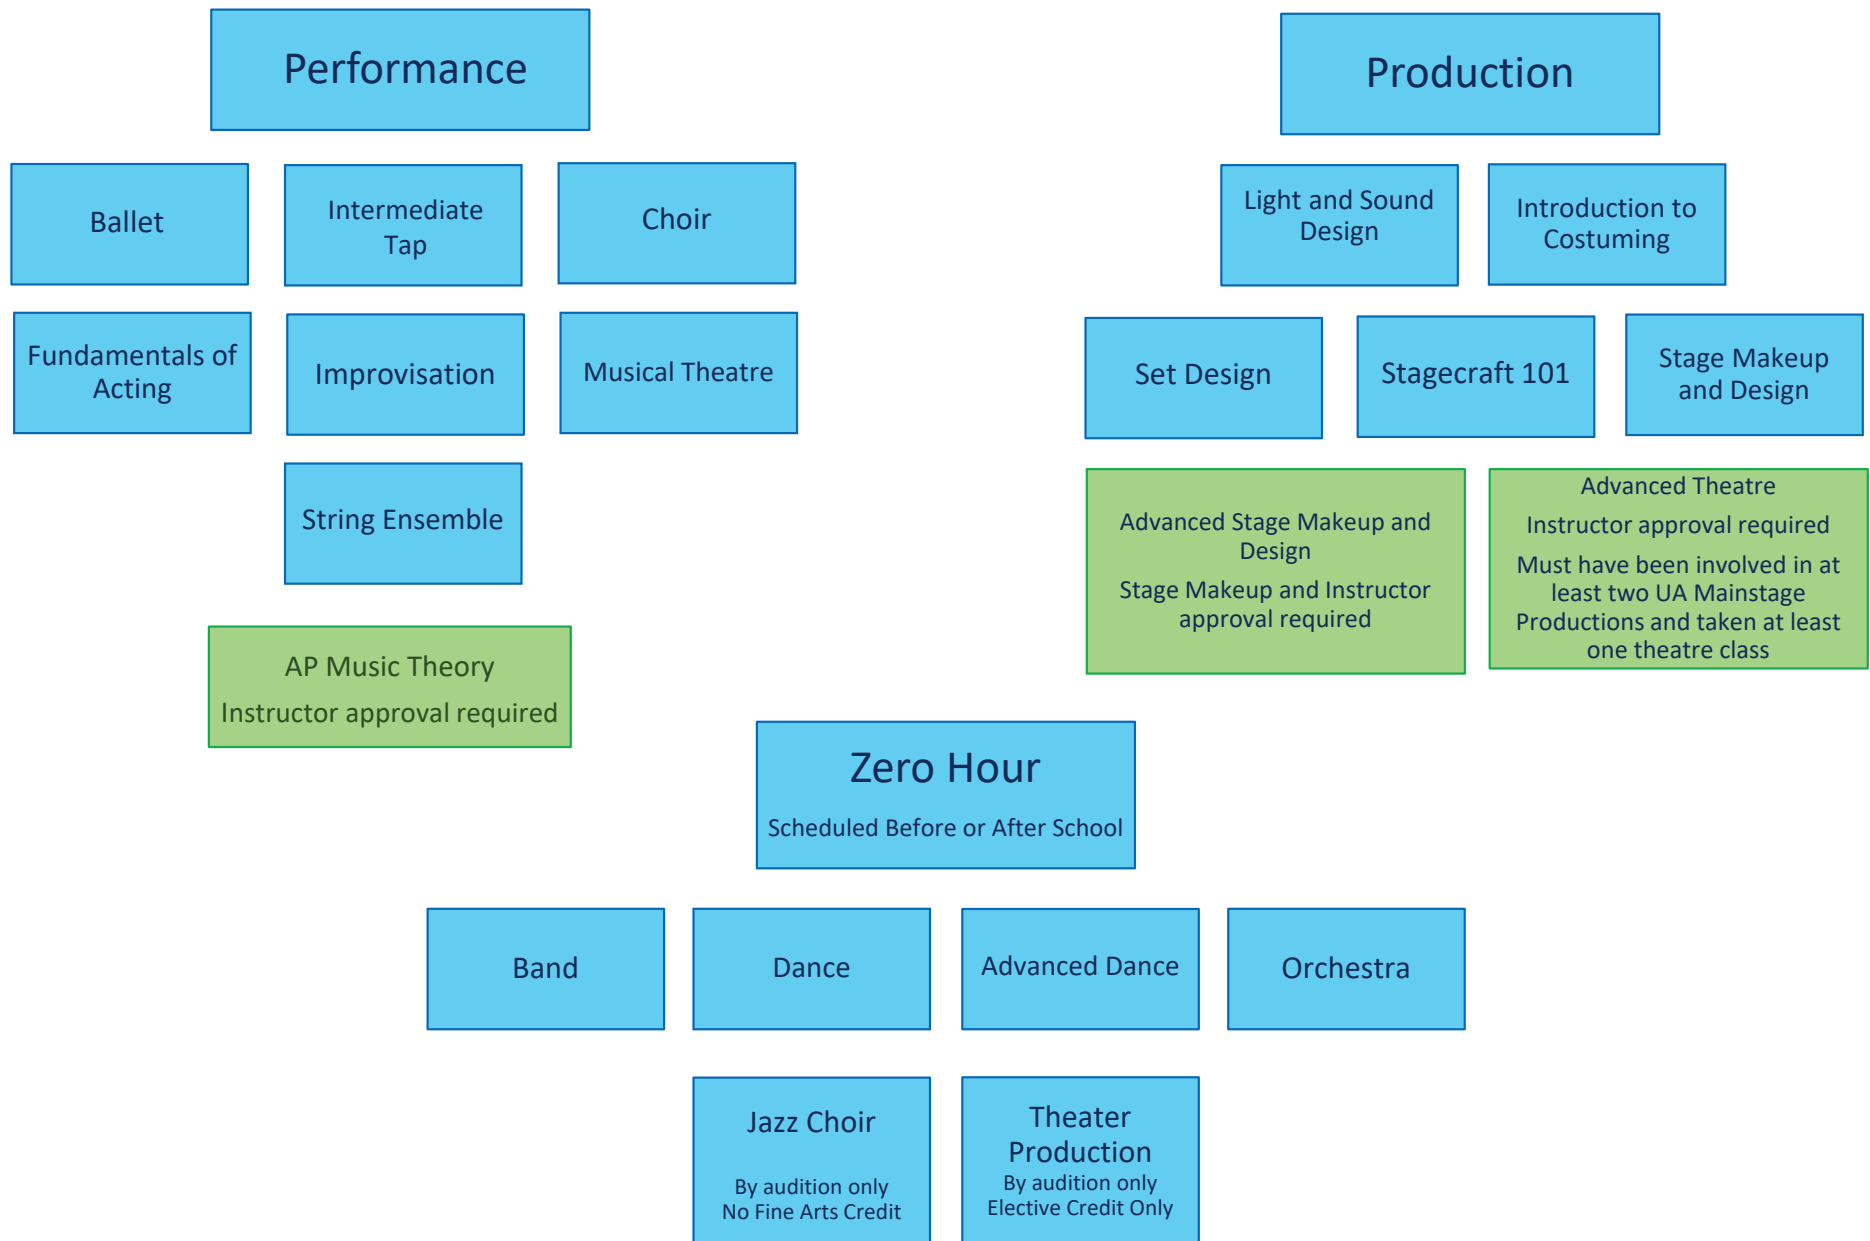 Performance
Ballet
Intermediate
Tap
Choir
Fundamentals of
Acting
Improvisation
Musical Theatre
String Ensemble
AP Music Theory
Instructor approval required
Production
Light and Sound
Design
Introduction to
Costuming
Set Design
Stagecraft 101
Stage Makeup
and Design
Advanced Stage Makeup and
Design
Stage Makeup and Instructor
approval required
Advanced Theatre
Instructor approval required
Must have been involved in at
least two UA Mainstage
Productions and taken at least
one theatre class
Zero Hour
Scheduled Before or After School
Band
Dance
Advanced Dance
Orchestra
Jazz Choir
By audition only
No Fine Arts Credit
Theater
Production
By audition only
Elective Credit Only